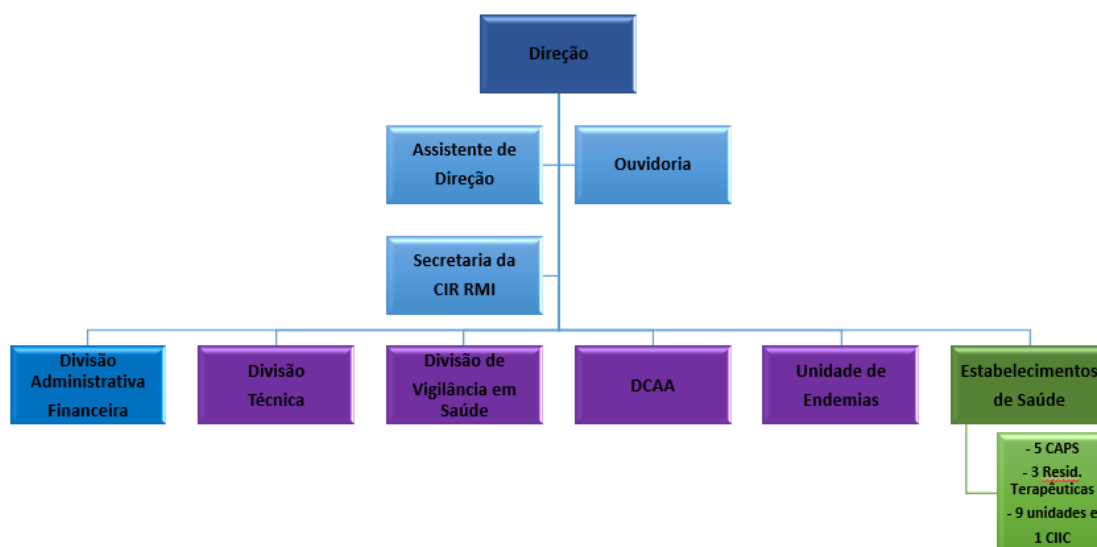 Direção
Assistente de
Direção
Ouvidoria
Secretaria da
CIR RMI
Divisão
Administrativa
Financeira
Divisão
Técnica
Divisão de
Vigilância em
Saúde
DCAA
Unidade de
Endemias
Estabelecimentos
de Saúde
- 5 CAPS
- 3 Resid.
Terapêuticas
- 9 unidades e
1 CIIC